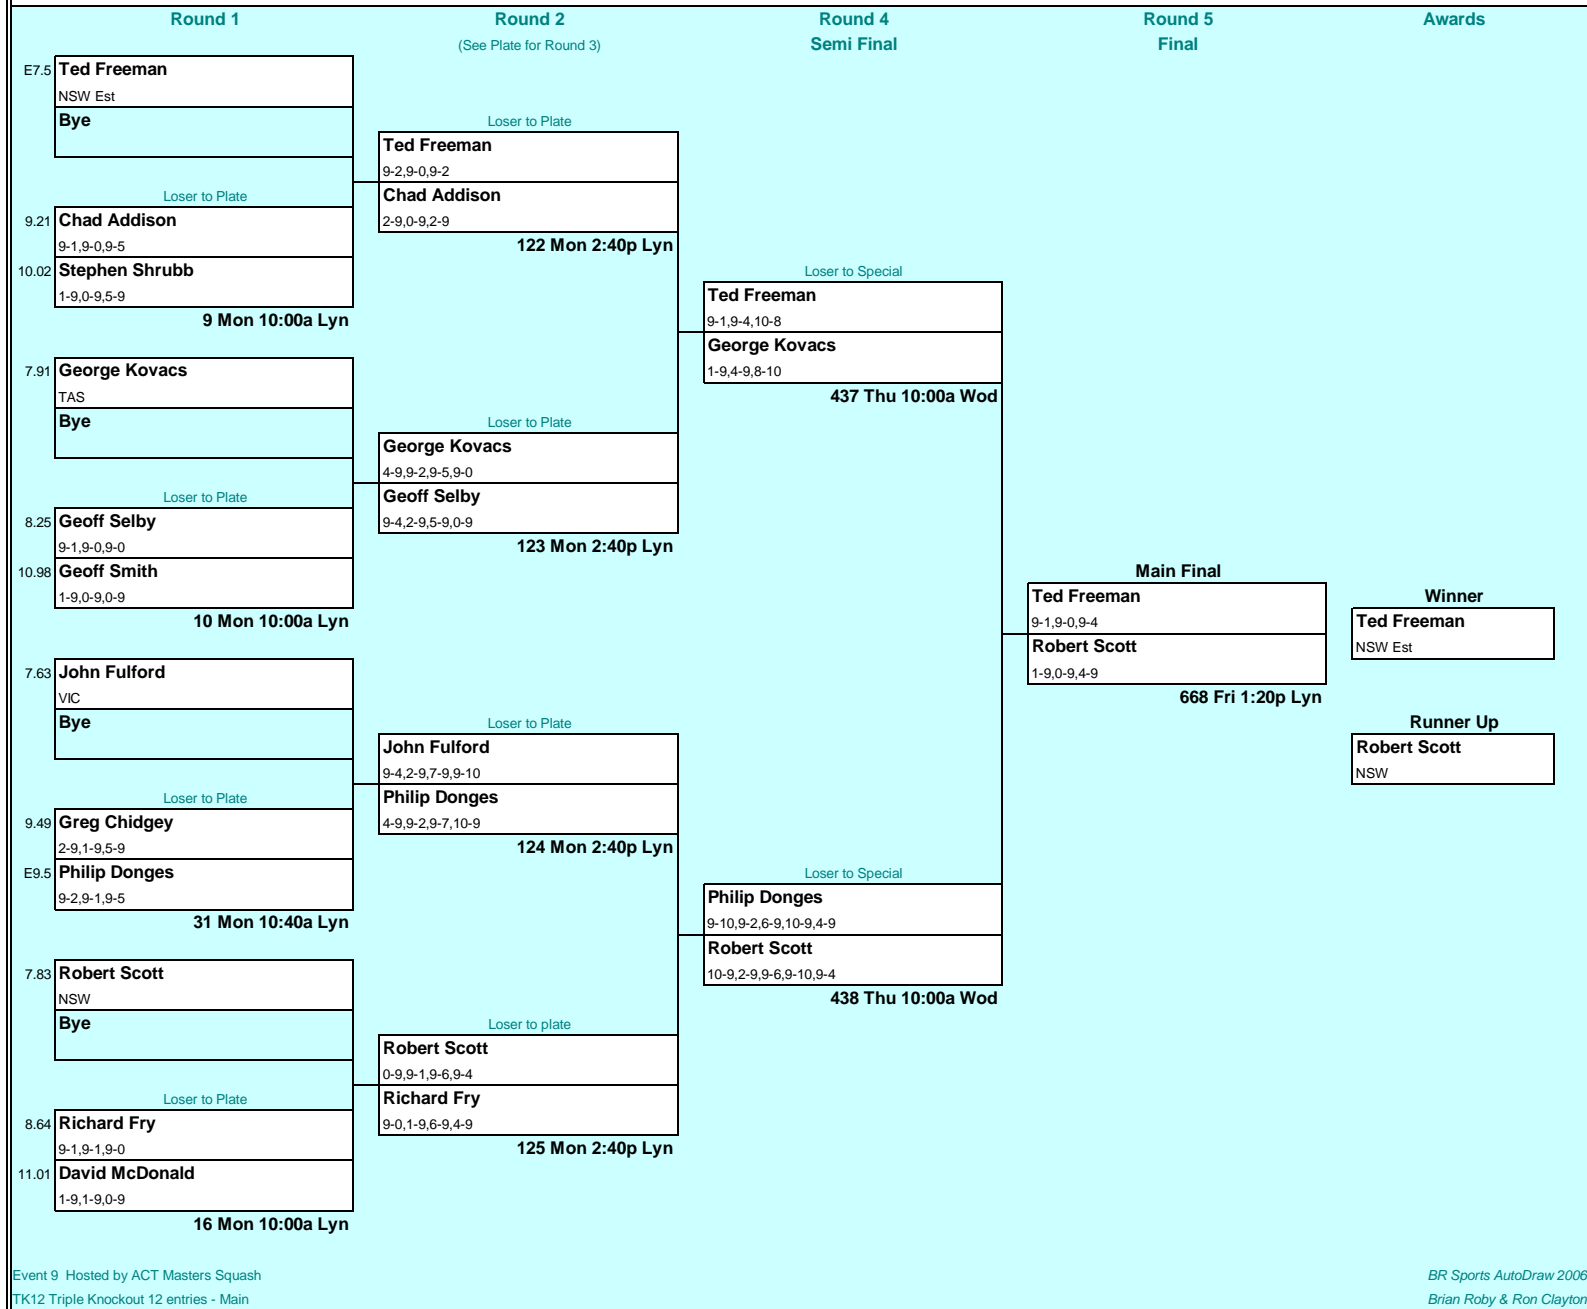 Round 1
Round 2
(See Plate for Round 3)
Round 4
Semi Final
Round 5
Final
Awards
E7.5 Ted Freeman
NSW Est
Bye
Loser to Plate
9.21 Chad Addison
9-1,9-0,9-5
10.02 Stephen Shrubb
1-9,0-9,5-9
9 Mon 10:00a Lyn
7.91 George Kovacs
TAS
Bye
Loser to Plate
8.25 Geoff Selby
9-1,9-0,9-0
10.98 Geoff Smith
1-9,0-9,0-9
10 Mon 10:00a Lyn
7.63 John Fulford
VIC
Bye
Loser to Plate
9.49 Greg Chidgey
2-9,1-9,5-9
E9.5 Philip Donges
9-2,9-1,9-5
31 Mon 10:40a Lyn
7.83 Robert Scott
NSW
Bye
Loser to Plate
8.64 Richard Fry
9-1,9-1,9-0
11.01 David McDonald
1-9,1-9,0-9
16 Mon 10:00a Lyn
Loser to Plate
Ted Freeman
9-2,9-0,9-2
Chad Addison
2-9,0-9,2-9
122 Mon 2:40p Lyn
Loser to Plate
George Kovacs
4-9,9-2,9-5,9-0
Geoff Selby
9-4,2-9,5-9,0-9
123 Mon 2:40p Lyn
Loser to Plate
John Fulford
9-4,2-9,7-9,9-10
Philip Donges
4-9,9-2,9-7,10-9
124 Mon 2:40p Lyn
Loser to plate
Robert Scott
0-9,9-1,9-6,9-4
Richard Fry
9-0,1-9,6-9,4-9
125 Mon 2:40p Lyn
Loser to Special
Ted Freeman
9-1,9-4,10-8
George Kovacs
1-9,4-9,8-10
437 Thu 10:00a Wod
Loser to Special
Philip Donges
9-10,9-2,6-9,10-9,4-9
Robert Scott
10-9,2-9,9-6,9-10,9-4
438 Thu 10:00a Wod
Main Final
Ted Freeman
9-1,9-0,9-4
Robert Scott
1-9,0-9,4-9
668 Fri 1:20p Lyn
Winner
Ted Freeman
NSW Est
Runner Up
Robert Scott
NSW
Event 9 Hosted by ACT Masters Squash
TK12 Triple Knockout 12 entries - Main
BR Sports AutoDraw 2006
Brian Roby & Ron Clayton